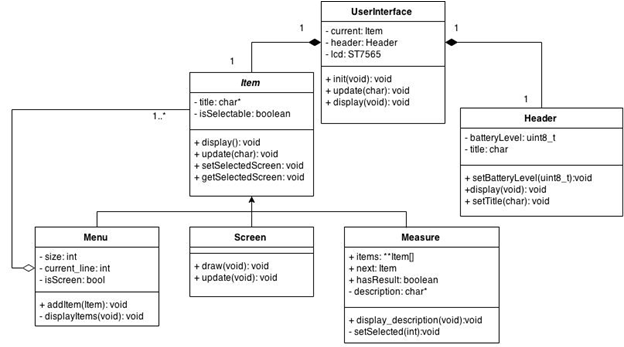 UserInterface
- current: Item
- header: Header
- lcd: ST7565
+ init(void): void
+ update(char): void
+ display(void): void
1
1
1
1
Item
- title: char*
- isSelectable: boolean
+ display(): void
+ update(char): void
+ setSelectedScreen: void
+ getSelectedScreen: void
1..*
Header
- batteryLevel: uint8_t
- title: char
+ setBatteryLevel(uint8_t):void
+display(void): void
+ setTitle(char): void
Menu
- size: int
- current_line: int
- isScreen: bool
+ addItem(Item): void
- displayItems(void): void
Screen
+ draw(void): void
+ update(void): void
Measure
+ items: **Item[]
+ next: Item
+ hasResult: boolean
- description: char*
+ display_description(void):void
- setSelected(int):void